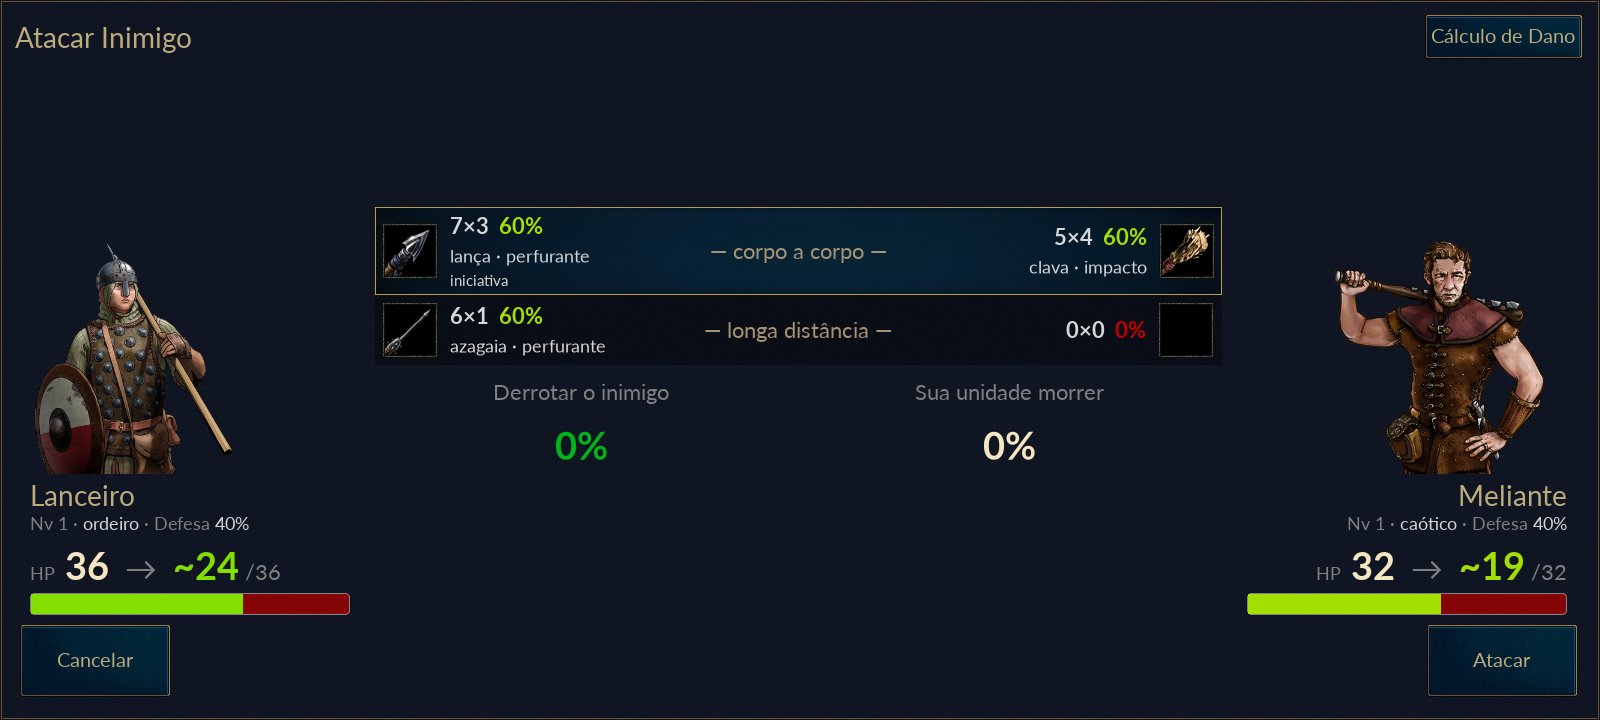 Atacar Inimigo
Cálculo de Dano
7×3 60%
lança · perfurante
iniciativa
— corpo a corpo —
5×4 60%
clava · impacto
6×1 60%
azagaia · perfurante
— longa distância —
0×0 0%
Derrotar o inimigo
0%
Sua unidade morrer
0%
Lanceiro
Nv 1 · ordeiro · Defesa 40%
HP 36 → ~24 /36
Meliante
Nv 1 · caótico · Defesa 40%
HP 32 → ~19 /32
Cancelar
Atacar